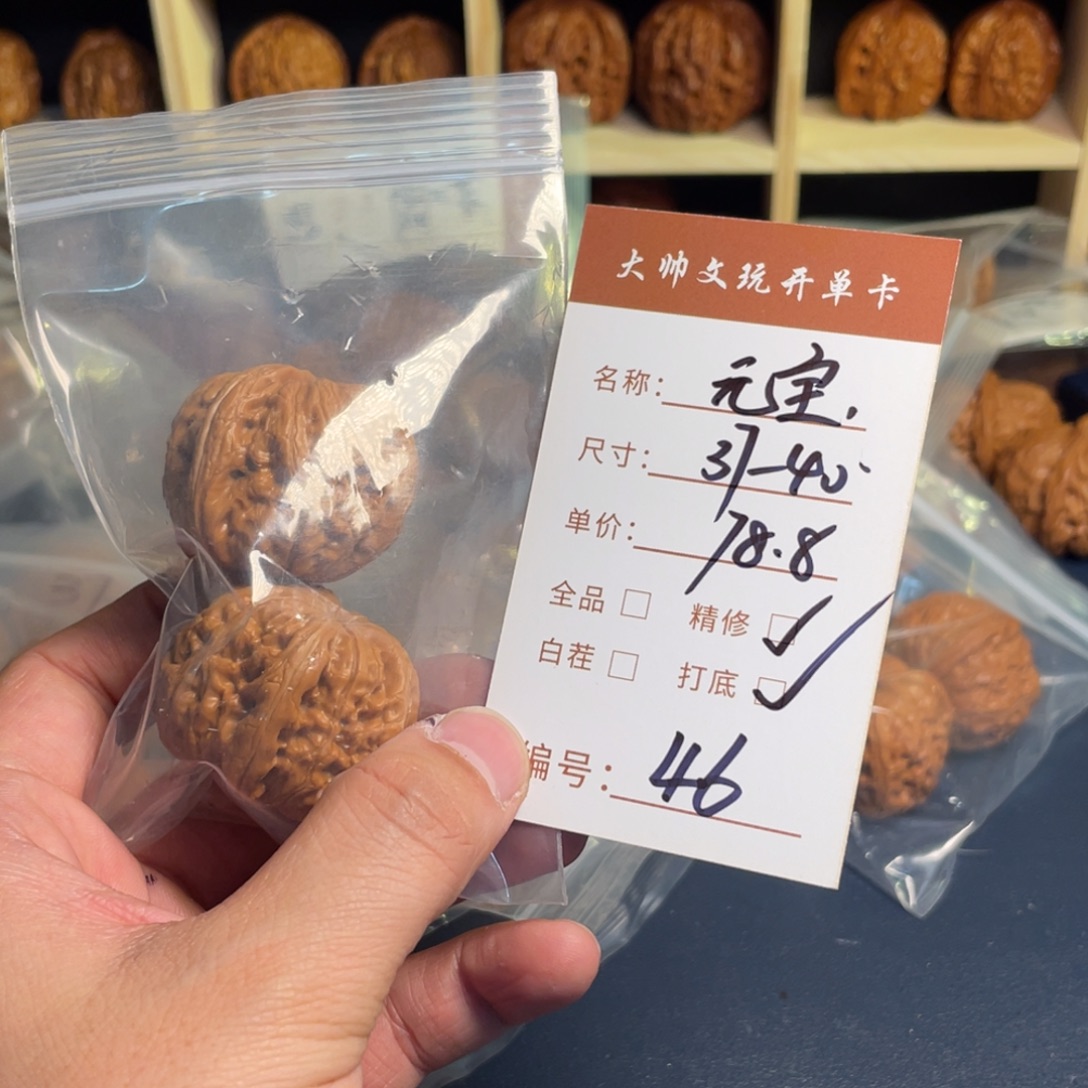 大帅文玩开单卡
名称：元宝.
尺寸：37-40
单价：78.8
全品 □ 精修 ☑
白茬 □ 打底 ☑
编号：46